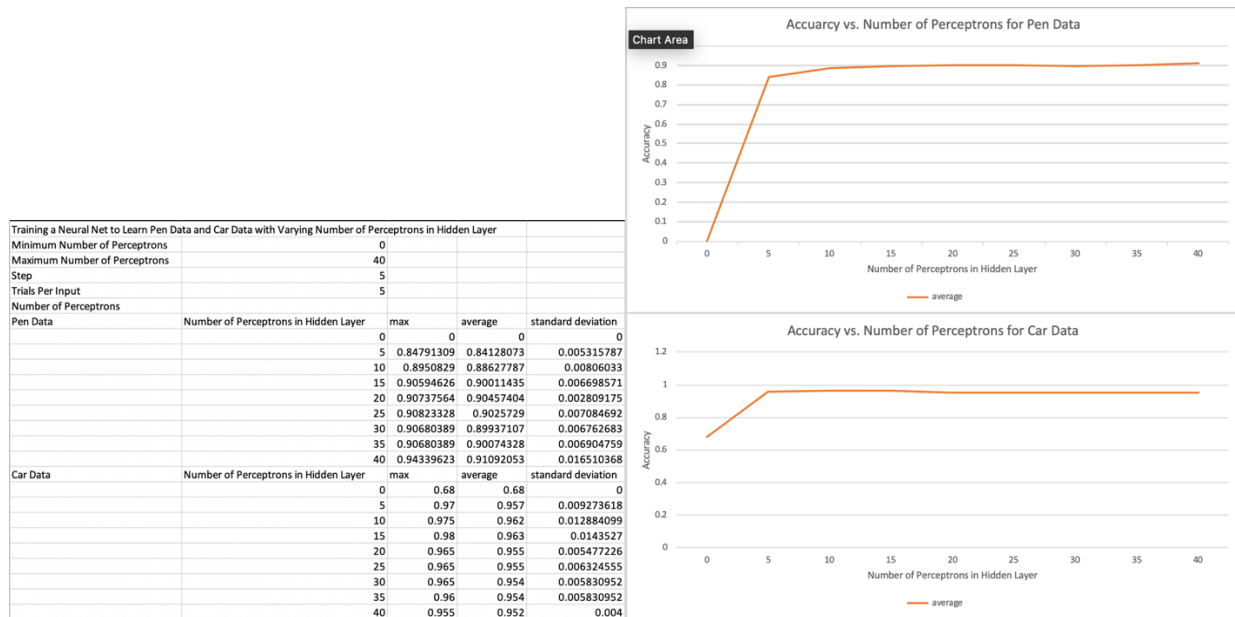 Training a Neural Net to Learn Pen Data and Car Data with Varying Number of Perceptrons in Hidden Layer
Minimum Number of Perceptrons 0
Maximum Number of Perceptrons 40
Step 5
Trials Per Input 5
Number of Perceptrons
Pen Data Number of Perceptrons in Hidden Layer max average standard deviation
0 0 0 0
5 0.84791309 0.84128073 0.005315787
10 0.8950829 0.88627787 0.00806033
15 0.90594626 0.90011435 0.006698571
20 0.90737564 0.90457404 0.002809175
25 0.90823328 0.9025729 0.007084692
30 0.90680389 0.89937107 0.006762683
35 0.90680389 0.90074328 0.006904759
40 0.94339623 0.91092053 0.016510368
Car Data Number of Perceptrons in Hidden Layer max average standard deviation
0 0.68 0.68 0
5 0.97 0.957 0.009273618
10 0.975 0.962 0.012884099
15 0.98 0.963 0.0143527
20 0.965 0.955 0.005477226
25 0.965 0.955 0.006324555
30 0.965 0.954 0.005830952
35 0.96 0.954 0.005830952
40 0.955 0.952 0.004
Accuarcy vs. Number of Perceptrons for Pen Data
Chart Area
0.9
0.8
0.7
0.6
0.5
0.4
0.3
0.2
0.1
0
Accuracy
0 5 10 15 20 25 30 35 40
Number of Perceptrons in Hidden Layer
average
Accuracy vs. Number of Perceptrons for Car Data
1.2
1
0.8
0.6
0.4
0.2
0
Accuracy
0 5 10 15 20 25 30 35 40
Number of Perceptrons in Hidden Layer
average